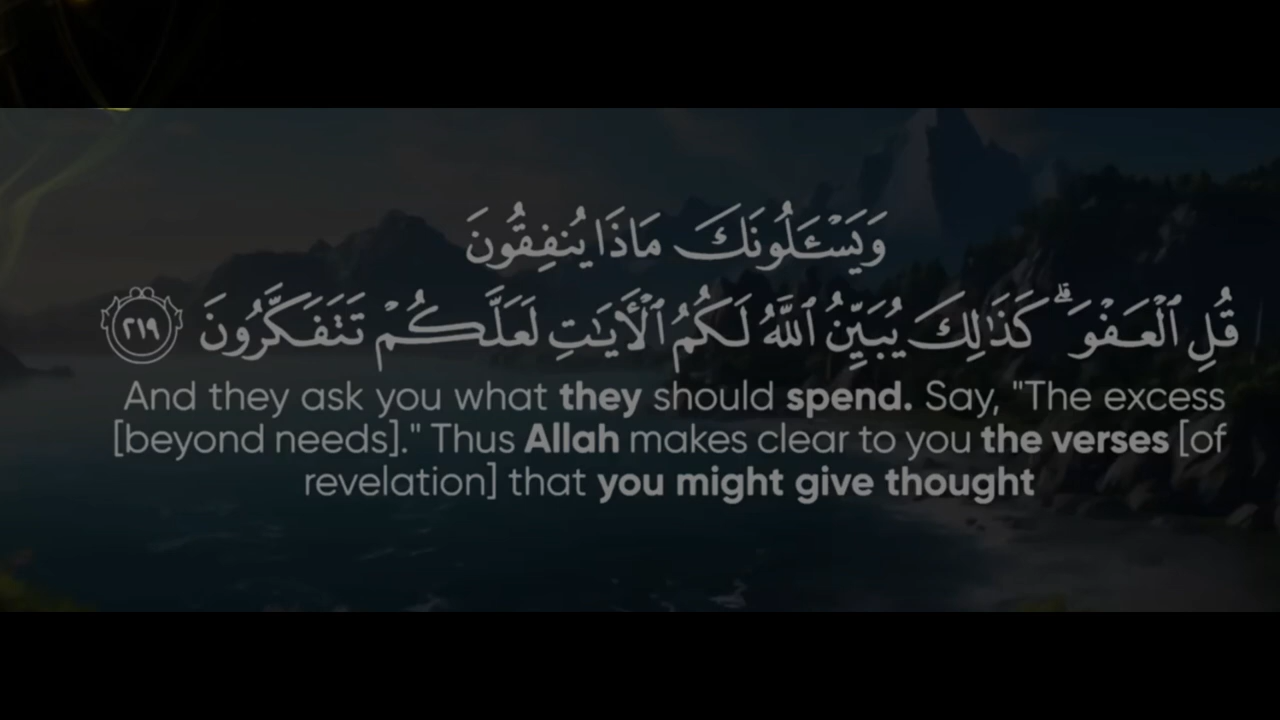 وَيَسْـَٔلُونَكَ مَاذَا يُنفِقُونَ
قُلِ ٱلْعَفْوَ ۗ كَذَٰلِكَ يُبَيِّنُ ٱللَّهُ لَكُمُ ٱلْأَيَـٰتِ لَعَلَّكُمْ تَتَفَكَّرُونَ ٢١٩
And they ask you what they should spend. Say, "The excess
[beyond needs]." Thus Allah makes clear to you the verses [of
revelation] that you might give thought